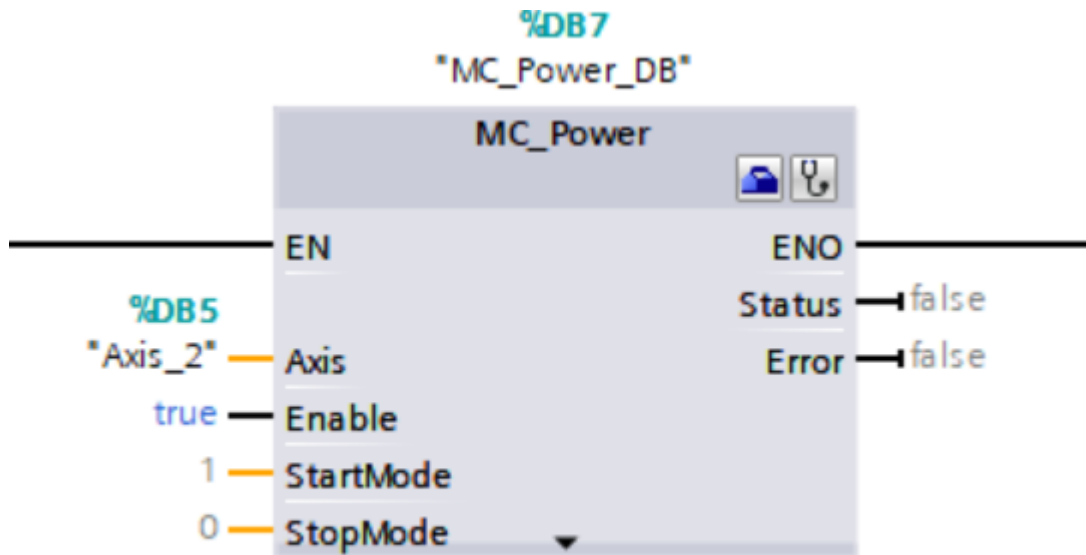 %DB7
"MC_Power_DB"
MC_Power
EN ENO
%DB5
Status false
"Axis_2" Axis Error false
true Enable
1 StartMode
0 StopMode